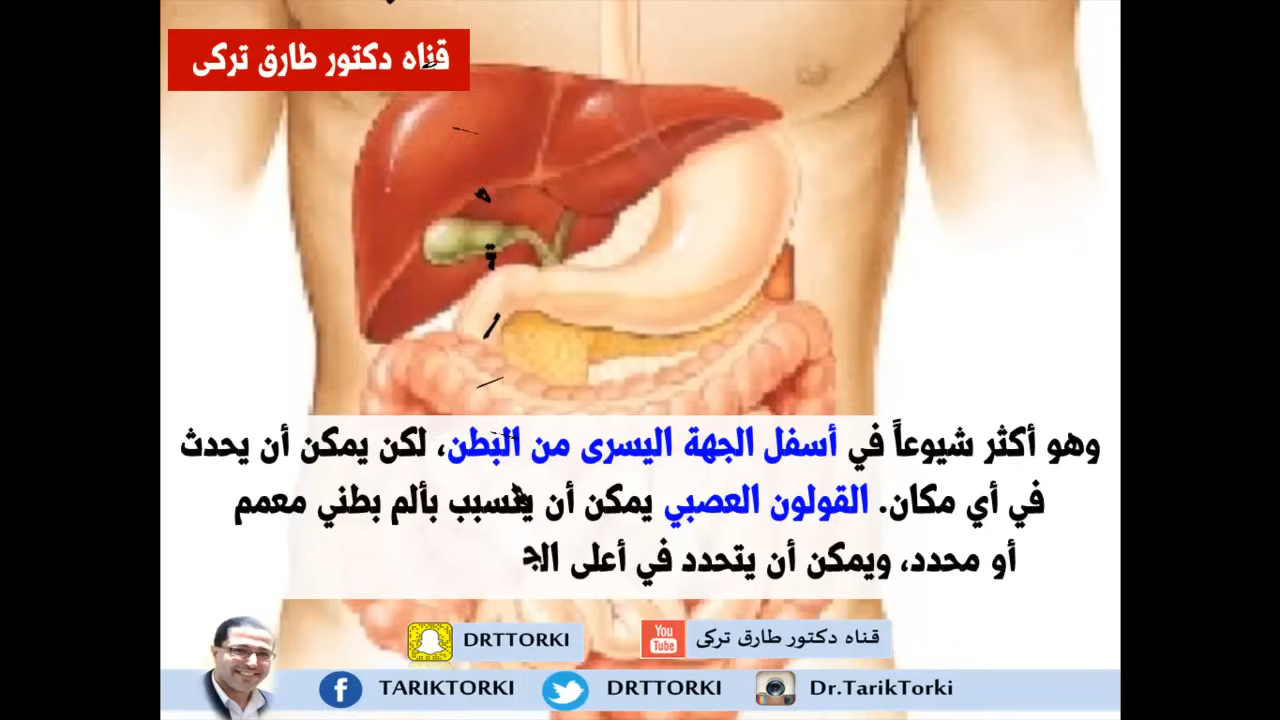 قناه دكتور طارق تركى
وهو أكثر شيوعاً في أسفل الجهة اليسرى من البطن، لكن يمكن أن يحدث
في أي مكان. القولون العصبي يمكن أن يتسبب بألم بطني معمم
أو محدد، ويمكن أن يتحدد في أعلى
DRTTORKI
You Tube
قناه دكتور طارق تركى
TARIKTORKI
DRTTORKI
Dr.TarikTorki